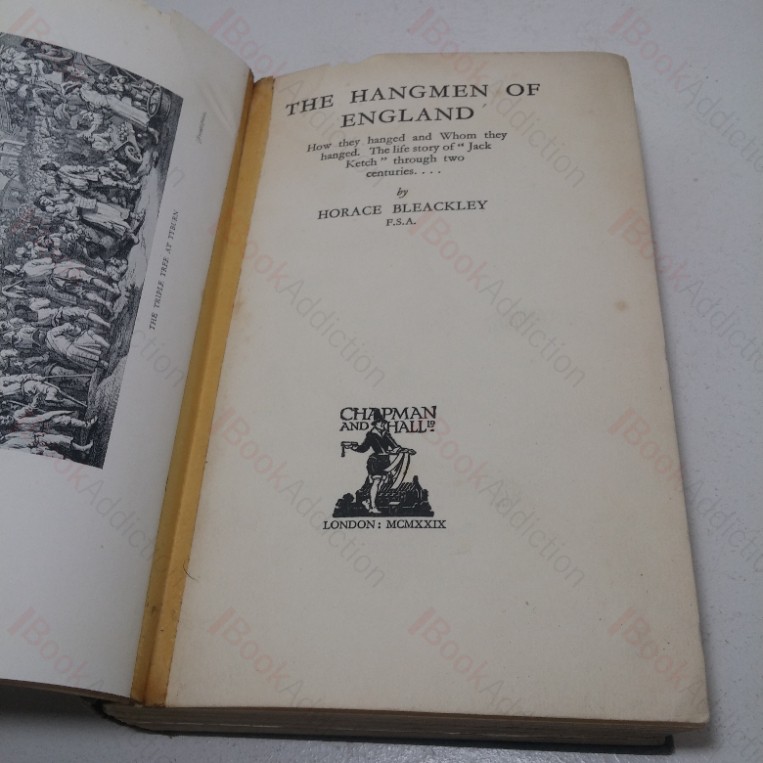 THE TRIPLE TREE AT TYBURN
THE HANGMEN OF
ENGLAND
How they hanged and Whom they
hanged. The life story of "Jack
Ketch" through two
centuries....
by
HORACE BLEACKLEY
F.S.A.
CHAPMAN
AND HALL LD
LONDON: MCMXXIX
BookAddiction